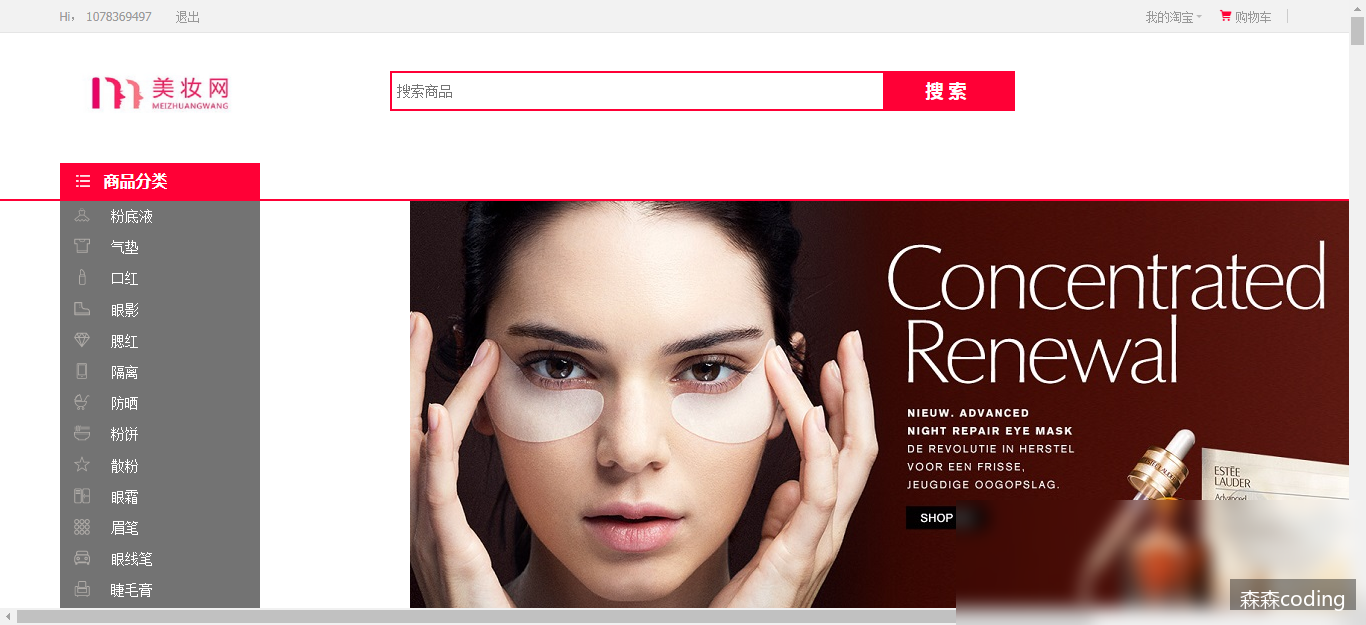 Hi， 1078369497 退出
我的淘宝 购物车
美妆网
MEIZHUANGWANG
搜索商品 搜 索
商品分类
粉底液
气垫
口红
眼影
腮红
隔离
防晒
粉饼
散粉
眼霜
眉笔
眼线笔
睫毛膏
Concentrated
Renewal
NIEUW. ADVANCED
NIGHT REPAIR EYE MASK
DE REVOLUTIE IN HERSTEL
VOOR EEN FRISSE,
JEUGDIGE OOGOPSLAG.
SHOP
ESTĒE
LAUDER
Advanced
森森coding